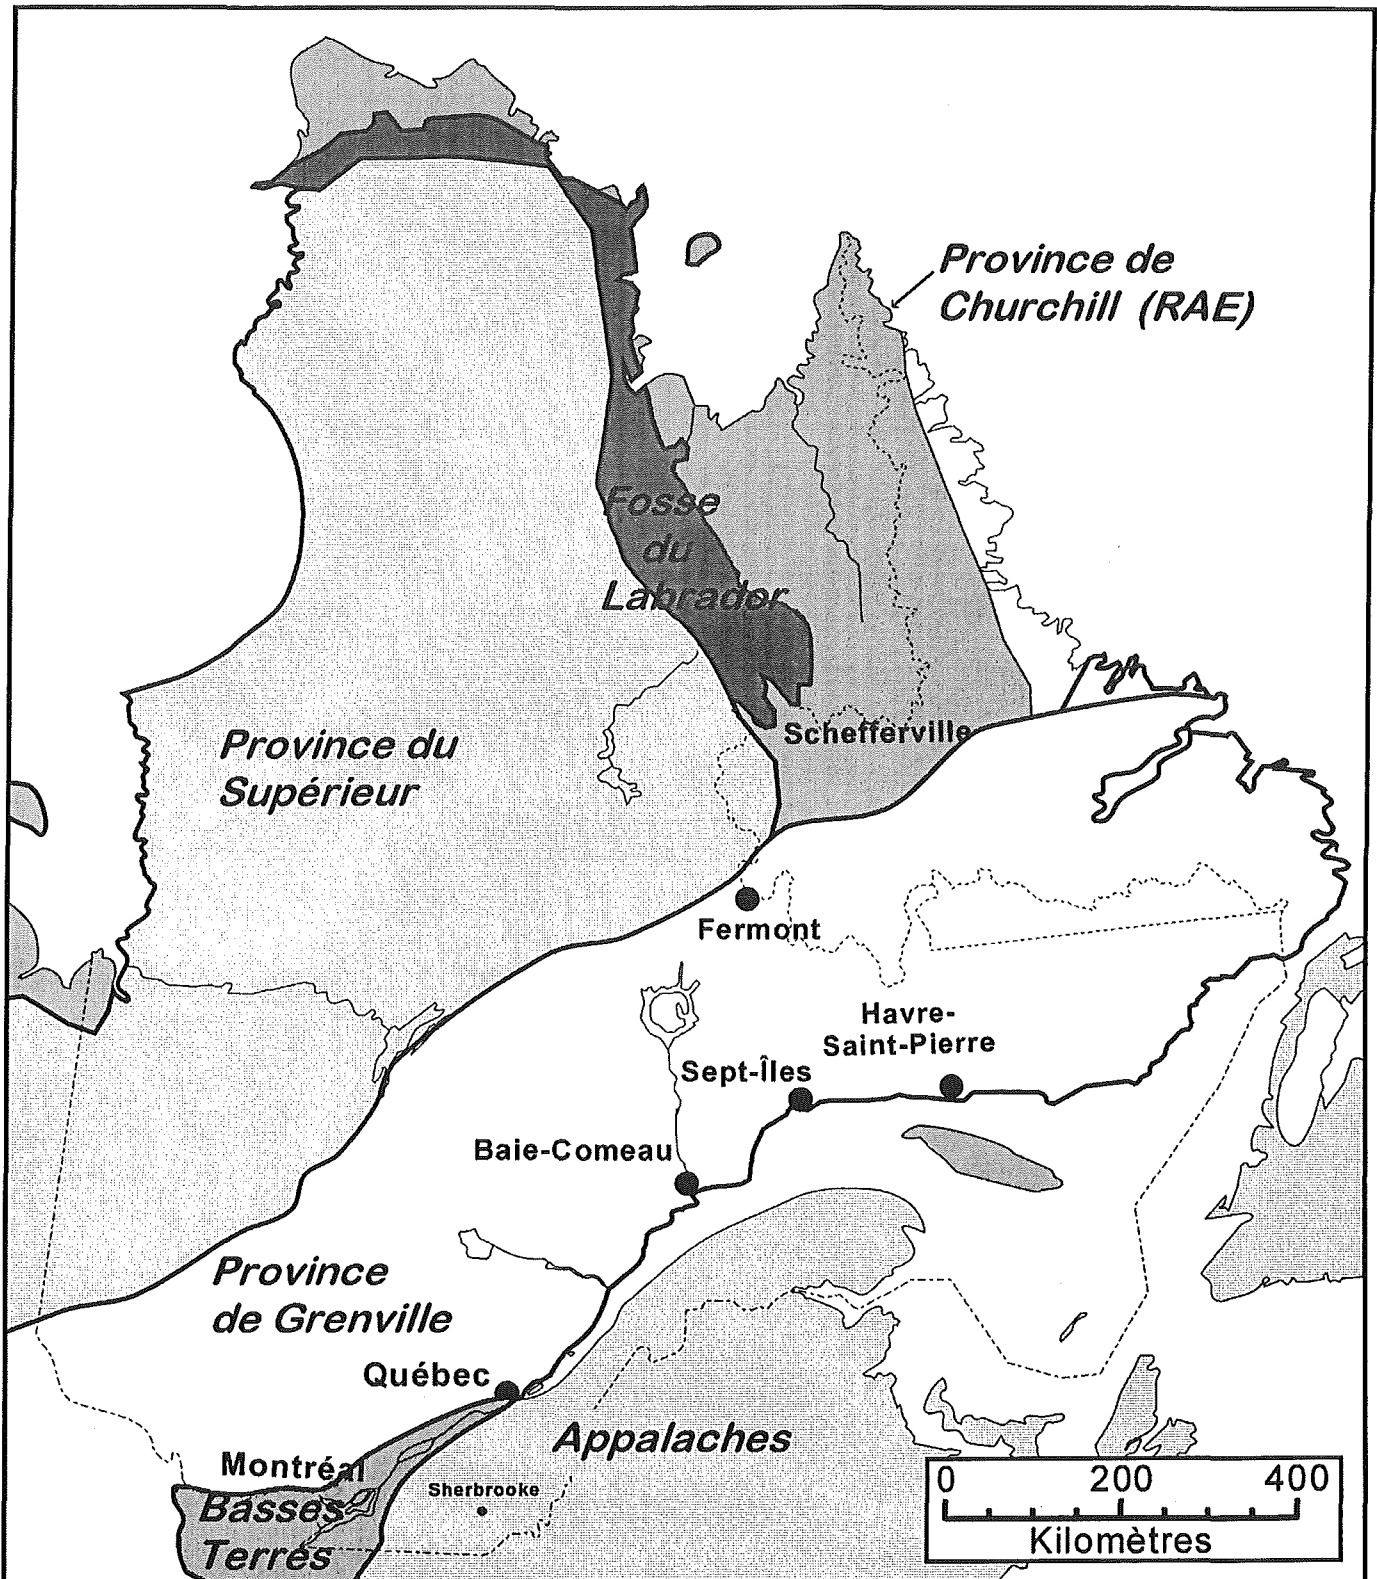 Province de
Churchill (RAE)
Fosse
du
Labrador
Schefferville
Province du
Supérieur
Fermont
Havre-
Saint-Pierre
Sept-Îles
Baie-Comeau
Province
de Grenville
Québec
Appalaches
Montréal
Sherbrooke
Basses
Terres
0 200 400
Kilomètres